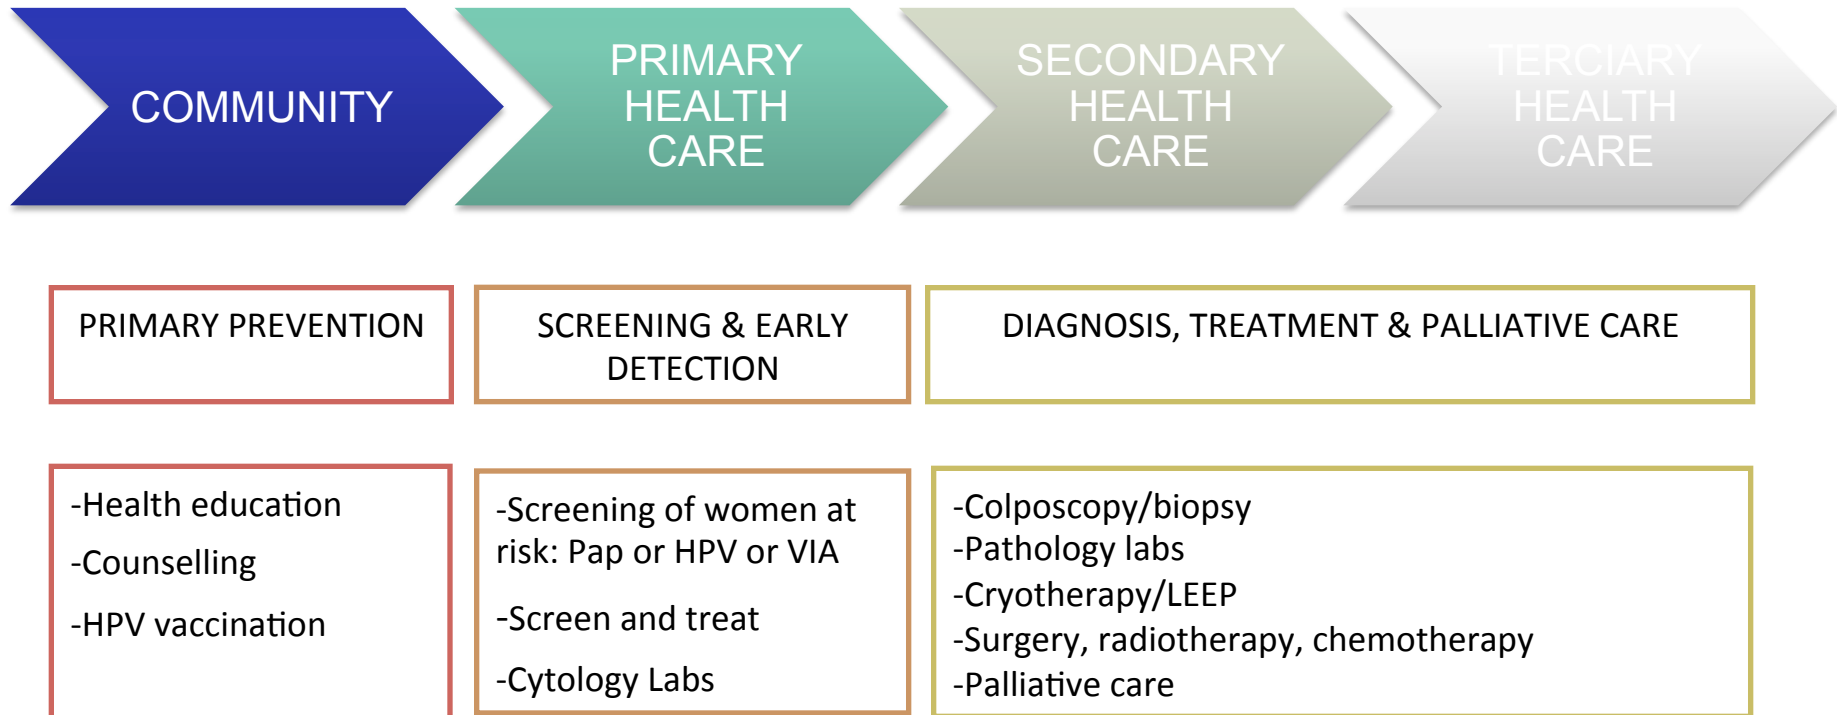 COMMUNITY
PRIMARY
HEALTH
CARE
SECONDARY
HEALTH
CARE
TERCIARY
HEALTH
CARE
PRIMARY PREVENTION
SCREENING & EARLY
DETECTION
DIAGNOSIS, TREATMENT & PALLIATIVE CARE
-Health education
-Counselling
-HPV vaccination
-Screening of women at
risk: Pap or HPV or VIA
-Screen and treat
-Cytology Labs
-Colposcopy/biopsy
-Pathology labs
-Cryotherapy/LEEP
-Surgery, radiotherapy, chemotherapy
-Palliative care